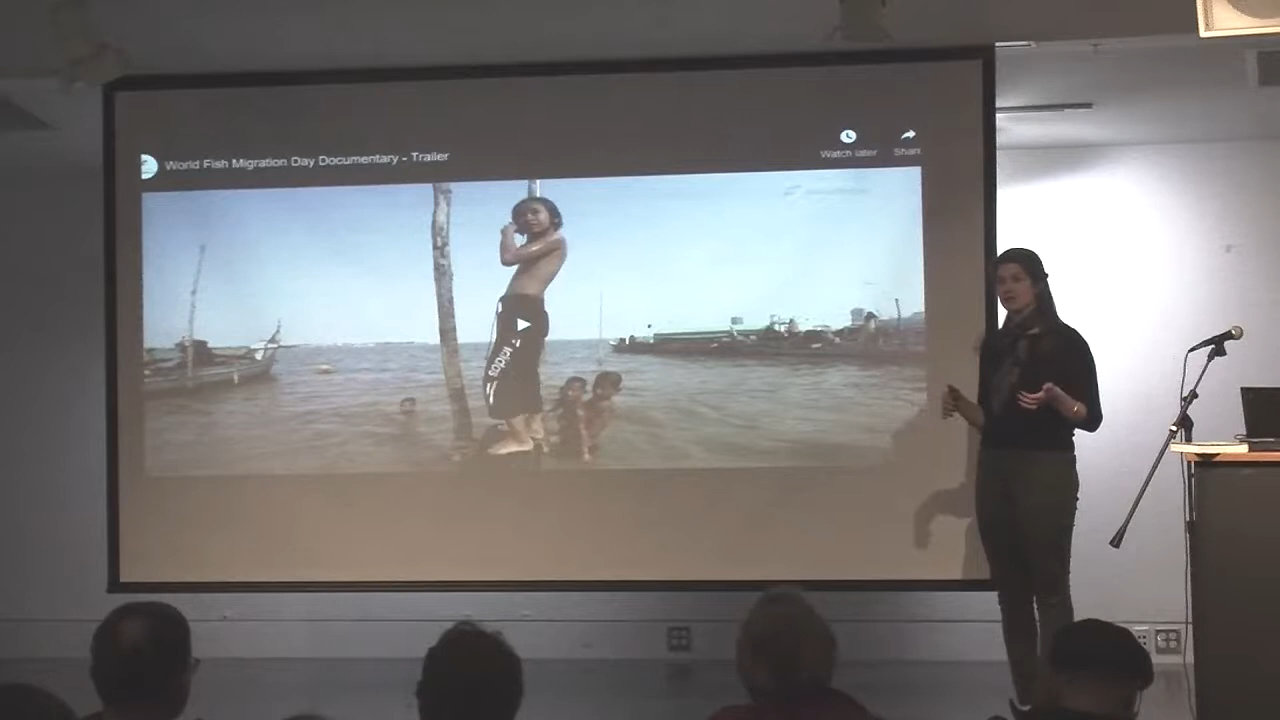 World Fish Migration Day Documentary - Trailer
Watch later
Share
adidas